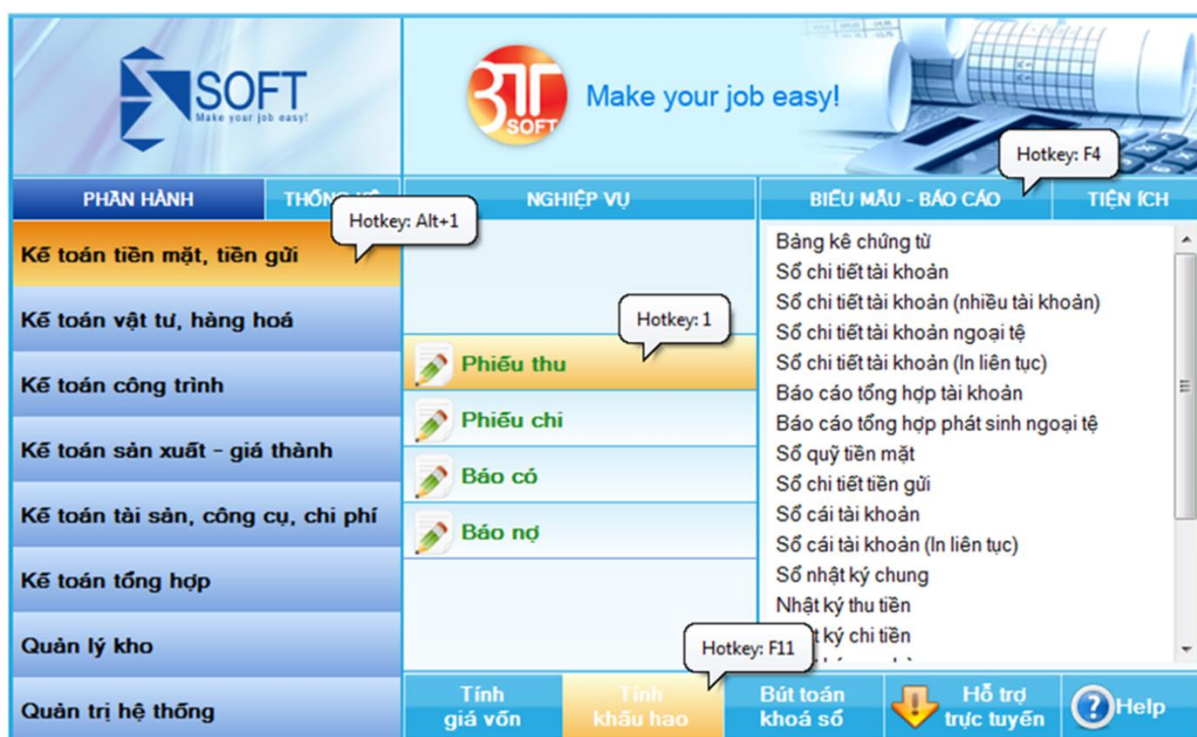 SOFT
Make your job easy!
3TT
SOFT
Make your job easy!
Hotkey: F4
PHẦN HÀNH
NGHIỆP VỤ
BIỂU MẪU - BÁO CÁO
TIỆN ÍCH
Hotkey: Alt+1
Kế toán tiền mặt, tiền gửi
Kế toán vật tư, hàng hoá
Kế toán công trình
Kế toán sản xuất - giá thành
Kế toán tài sản, công cụ, chi phí
Kế toán tổng hợp
Quản lý kho
Quản trị hệ thống
Hotkey: 1
Phiếu thu
Phiếu chi
Báo có
Báo nợ
Bảng kê chứng từ
Sổ chi tiết tài khoản
Sổ chi tiết tài khoản (nhiều tài khoản)
Sổ chi tiết tài khoản ngoại tệ
Sổ chi tiết tài khoản (In liên tục)
Báo cáo tổng hợp tài khoản
Báo cáo tổng hợp phát sinh ngoại tệ
Sổ quỹ tiền mặt
Sổ chi tiết tiền gửi
Sổ cái tài khoản
Sổ cái tài khoản (In liên tục)
Sổ nhật ký chung
Nhật ký thu tiền
ký chi tiền
Hotkey: F11
Tính
giá vốn
Tính
khấu hao
Bút toán
khoá sổ
Hỗ trợ
trực tuyến
Help